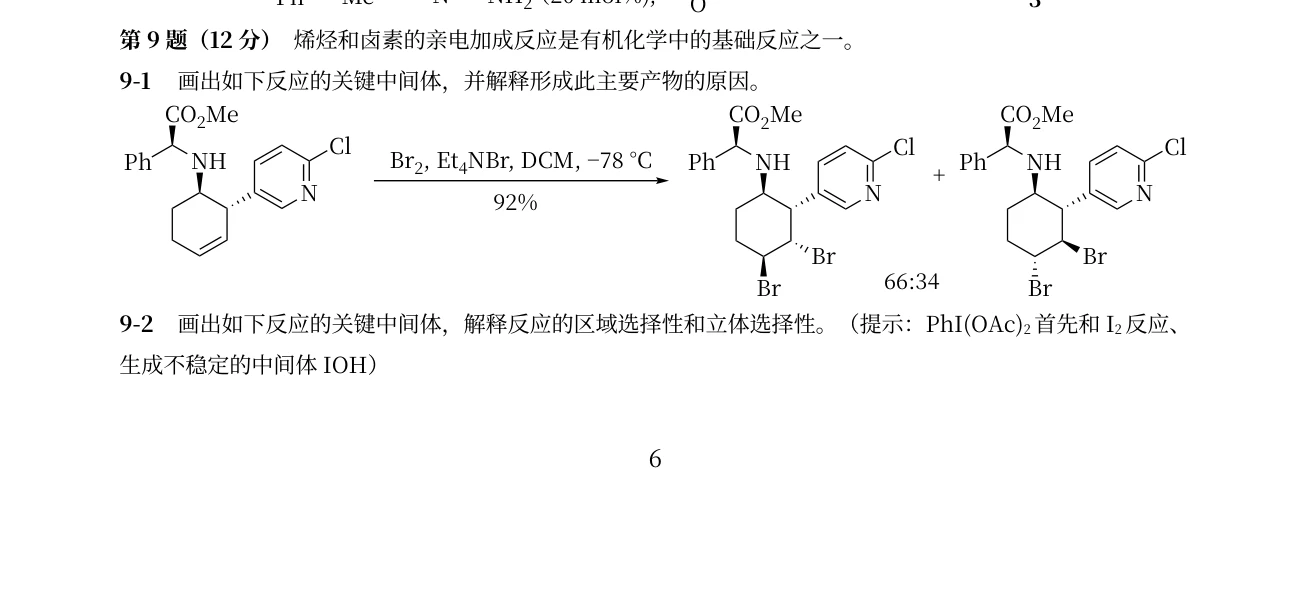 第 9 题（12 分） 烯烃和卤素的亲电加成反应是有机化学中的基础反应之一。
9-1 画出如下反应的关键中间体，并解释形成此主要产物的原因。
CO2Me CO2Me CO2Me
Cl Cl Cl
Ph NH Br2, Et4NBr, DCM, −78 °C Ph NH Ph NH
N 92% N + N
Br Br
Br 66:34 Br
9-2 画出如下反应的关键中间体，解释反应的区域选择性和立体选择性。（提示：PhI(OAc)2 首先和 I2 反应、
生成不稳定的中间体 IOH）
6